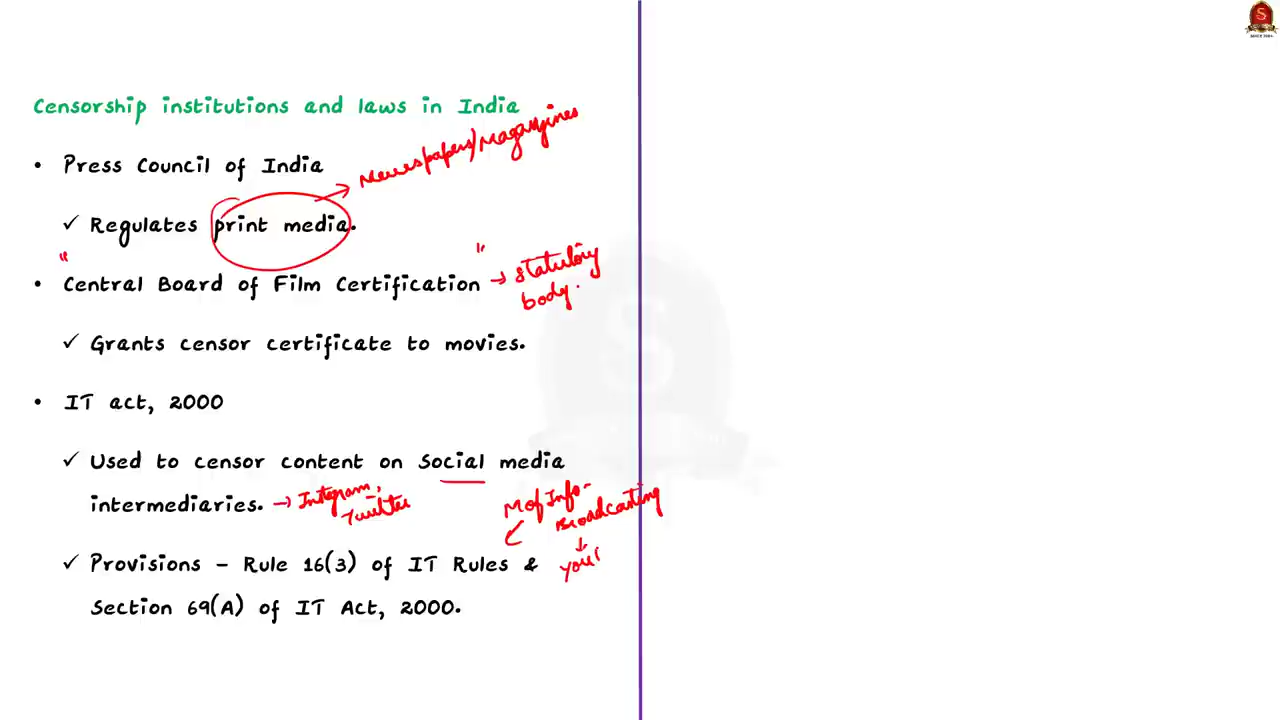 Censorship institutions and laws in India
Newspapers/Magazines
• Press Council of India
✓ Regulates print media.
• "Central Board of Film Certification" → statutory
body.
✓ Grants censor certificate to movies.
• IT act, 2000
✓ Used to censor content on Social media
intermediaries. → Integram,
Twitter
M of Info-
Broadcasting
✓ Provisions – Rule 16(3) of IT Rules &
Section 69(A) of IT Act, 2000.